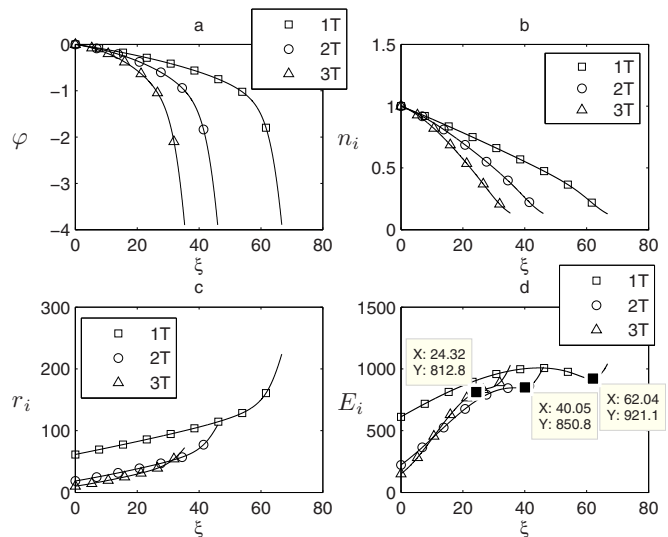 a
0
−1
−2
−3
−4
φ
0 20 40 60 80
ξ
1T
2T
3T
b
1.5
1
0.5
0
n_i
0 20 40 60 80
ξ
1T
2T
3T
c
300
200
100
0
r_i
0 20 40 60 80
ξ
1T
2T
3T
d
1500
1000
500
0
E_i
0 20 40 60 80
ξ
1T
2T
3T
X: 24.32
Y: 812.8
X: 40.05
Y: 850.8
X: 62.04
Y: 921.1